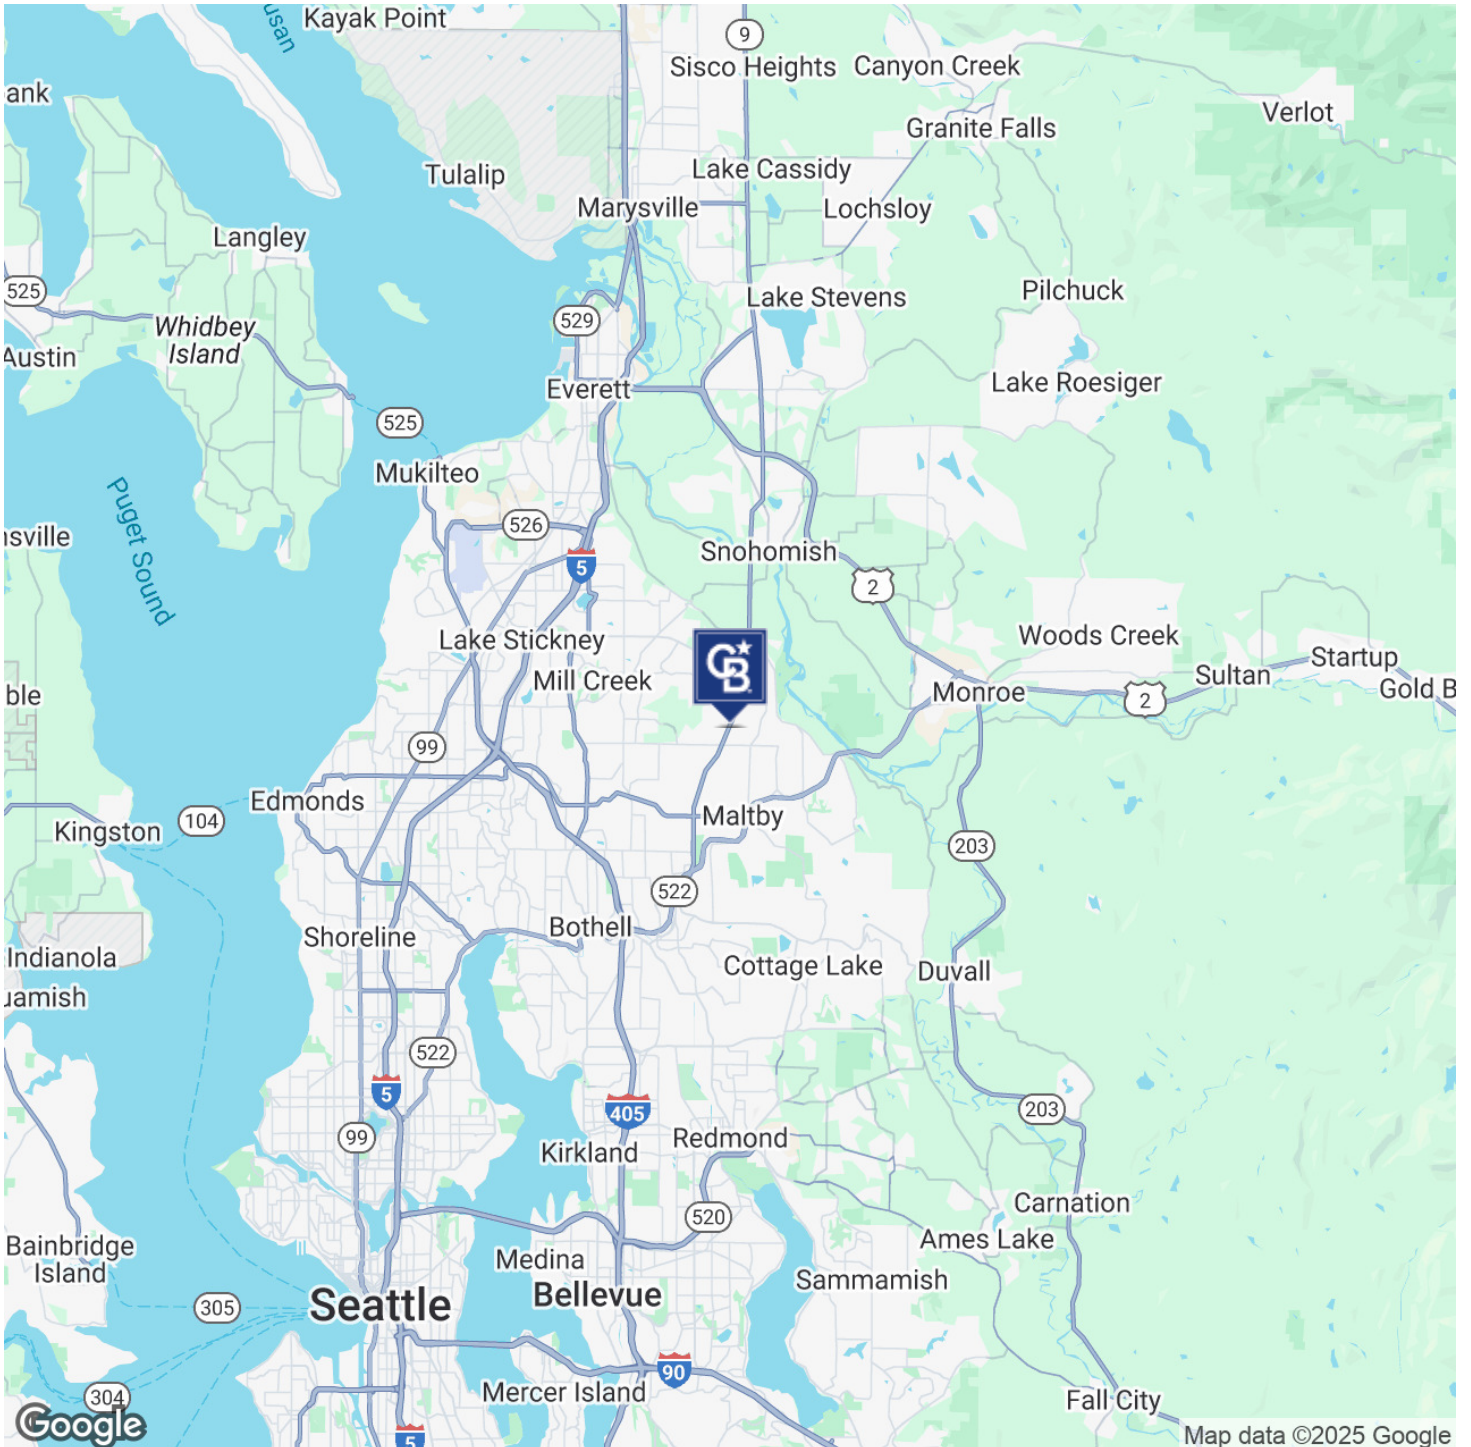 Kayak Point
usan
9
Sisco Heights
Canyon Creek
ank
Verlot
Granite Falls
Tulalip
Lake Cassidy
Marysville
Lochsloy
Langley
525
Lake Stevens
Pilchuck
529
Whidbey
Island
Austin
Everett
Lake Roesiger
525
Mukilteo
Puget Sound
526
nsville
Snohomish
5
2
Woods Creek
Lake Stickney
Startup
Mill Creek
CB
Sultan
ble
Monroe
2
Gold B
99
Edmonds
104
Maltby
Kingston
203
522
Bothell
Shoreline
Indianola
Cottage Lake
Duvall
uamish
522
5
405
203
99
Redmond
Kirkland
Carnation
520
Ames Lake
Bainbridge
Island
Medina
Sammamish
Bellevue
305
Seattle
90
Mercer Island
304
Fall City
Google
5
Map data ©2025 Google